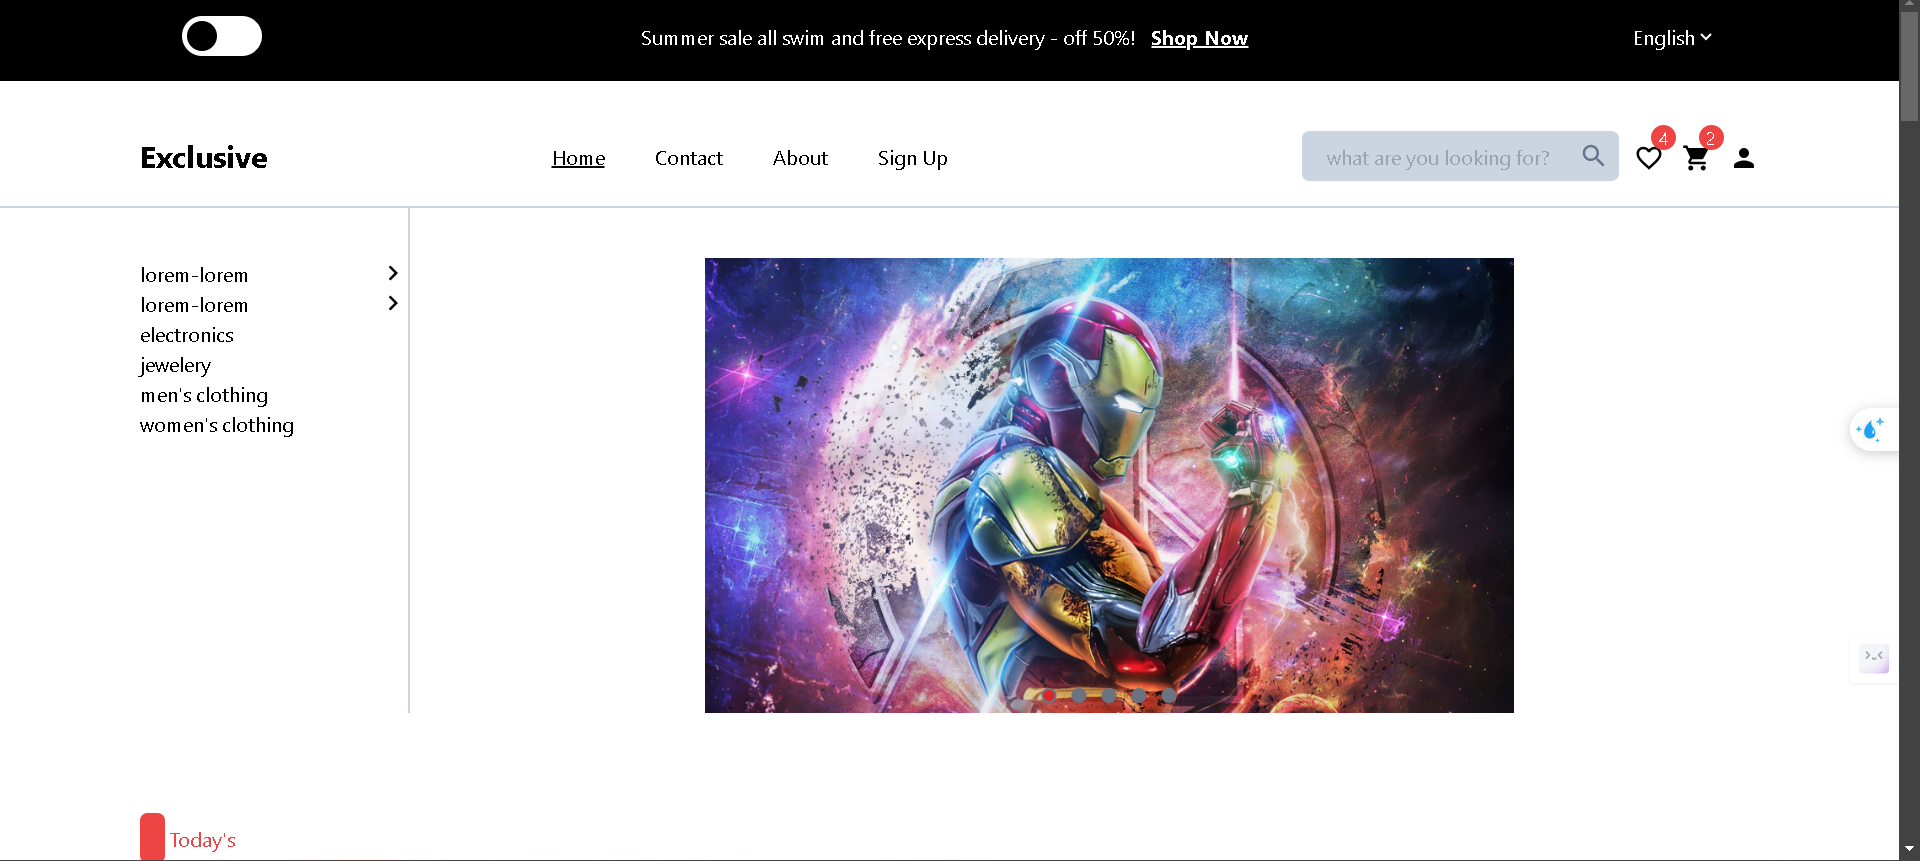 Summer sale all swim and free express delivery - off 50%! Shop Now
English
Exclusive
Home Contact About Sign Up
what are you looking for?
4
2
lorem-lorem
lorem-lorem
electronics
jewelery
men's clothing
women's clothing
Today's